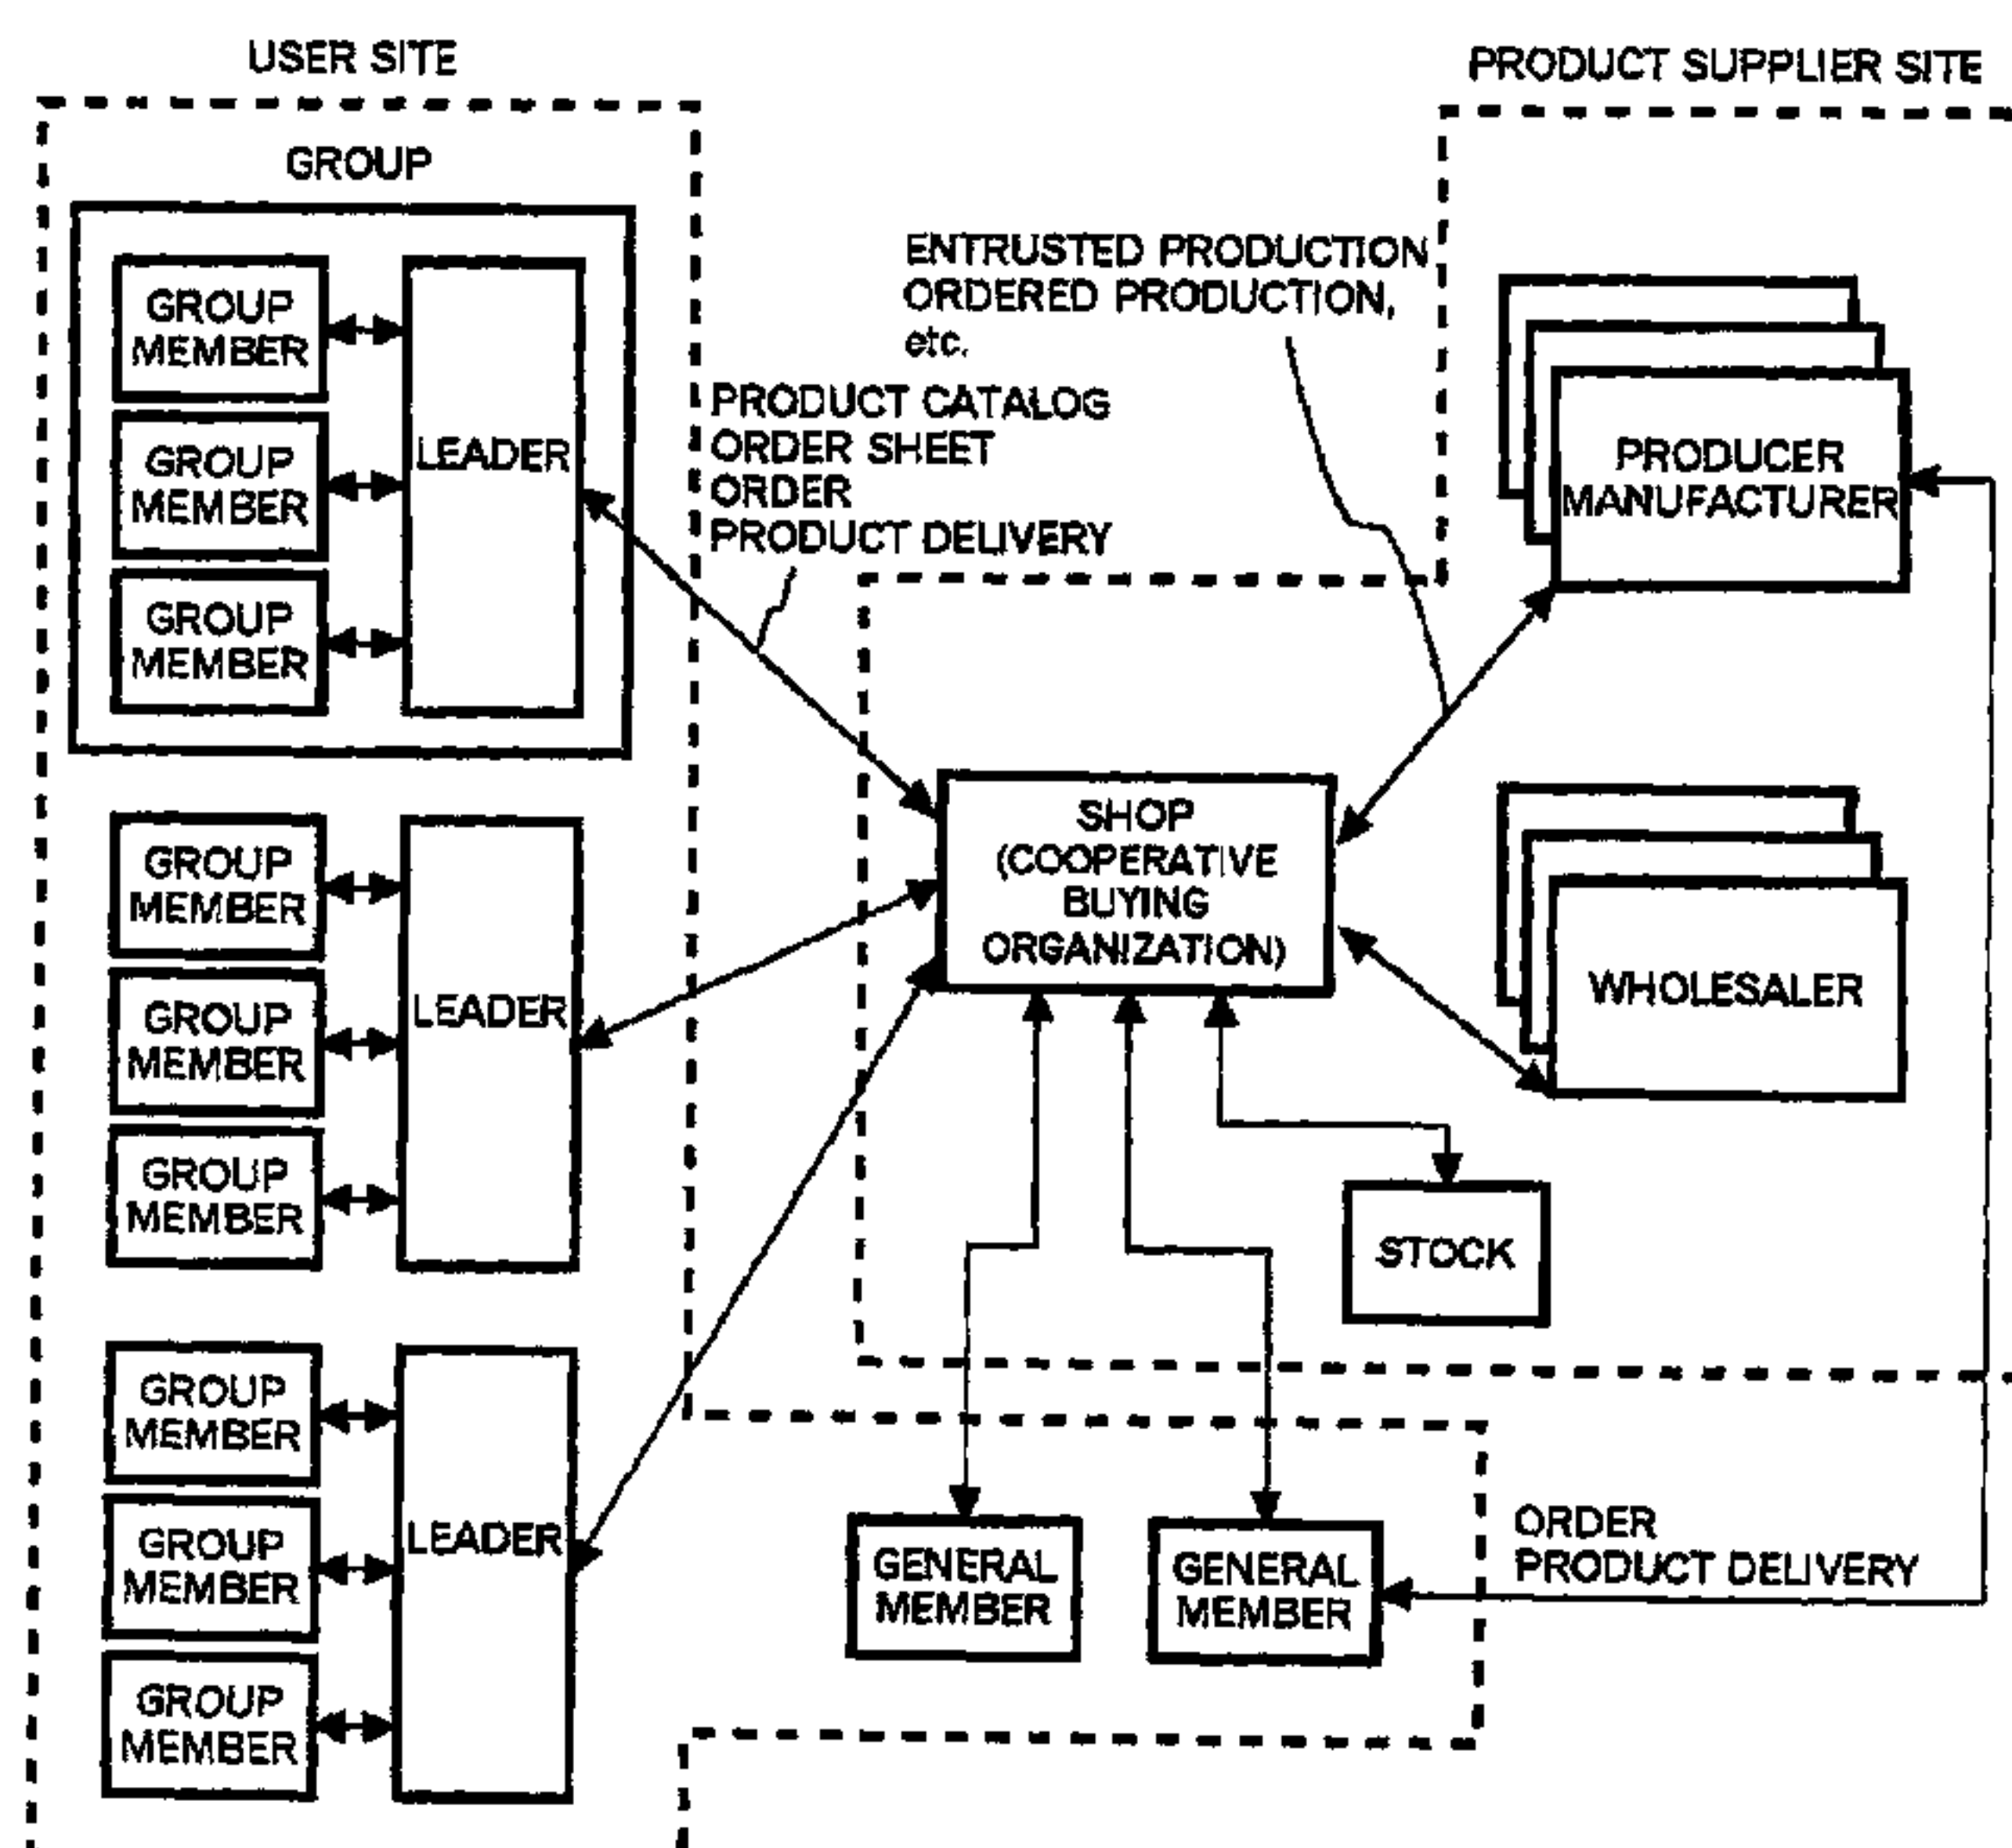 USER SITE
PRODUCT SUPPLIER SITE
GROUP
GROUP
MEMBER
GROUP
MEMBER
GROUP
MEMBER
LEADER
ENTRUSTED PRODUCTION
ORDERED PRODUCTION,
etc.
PRODUCT CATALOG
ORDER SHEET
ORDER
PRODUCT DELIVERY
PRODUCER
MANUFACTURER
SHOP
(COOPERATIVE
BUYING
ORGANIZATION)
WHOLESALER
GROUP
MEMBER
GROUP
MEMBER
GROUP
MEMBER
LEADER
STOCK
GROUP
MEMBER
GROUP
MEMBER
GROUP
MEMBER
LEADER
GENERAL
MEMBER
GENERAL
MEMBER
ORDER
PRODUCT DELIVERY